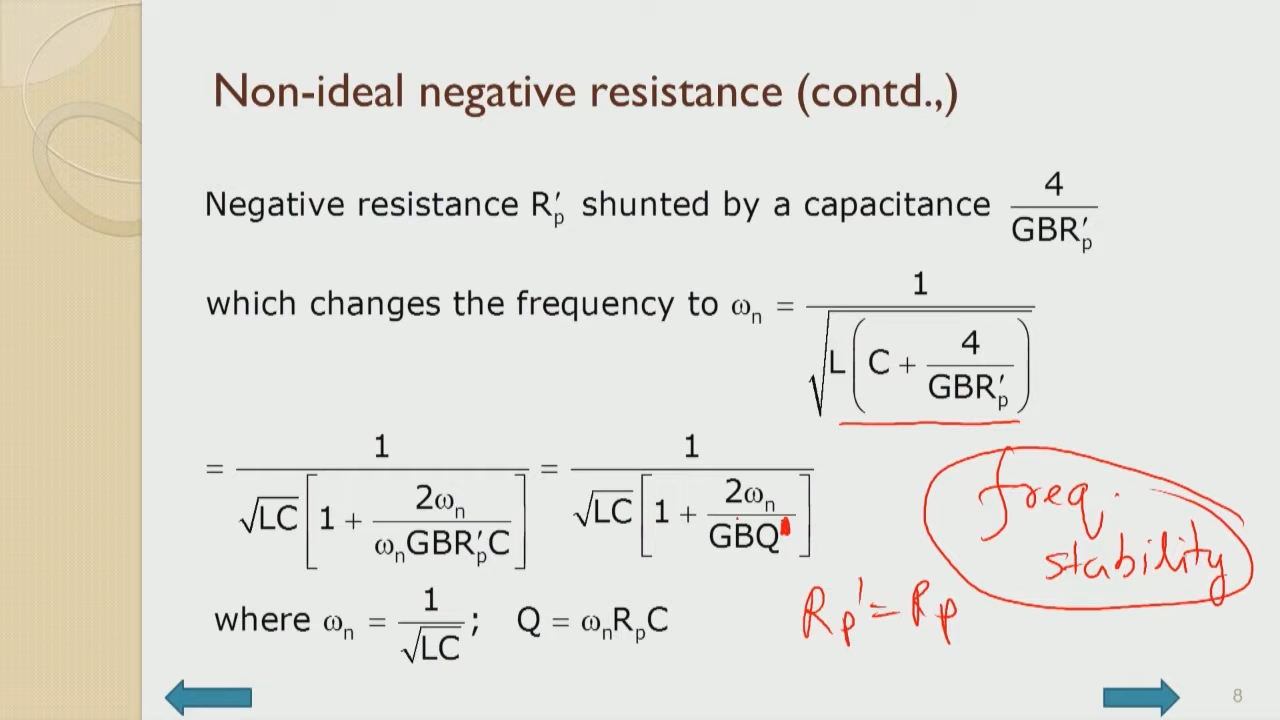 Non-ideal negative resistance (contd.,)
Negative resistance R′p shunted by a capacitance 4/(GBR′p)
which changes the frequency to ωn = 1/√(L(C + 4/(GBR′p)))
= 1/(√LC [1 + 2ωn/(ωnGBR′pC)]) = 1/(√LC [1 + 2ωn/(GBQ)])
freq.
stability
where ωn = 1/√LC ; Q = ωnRpC
Rp′ = Rp
8